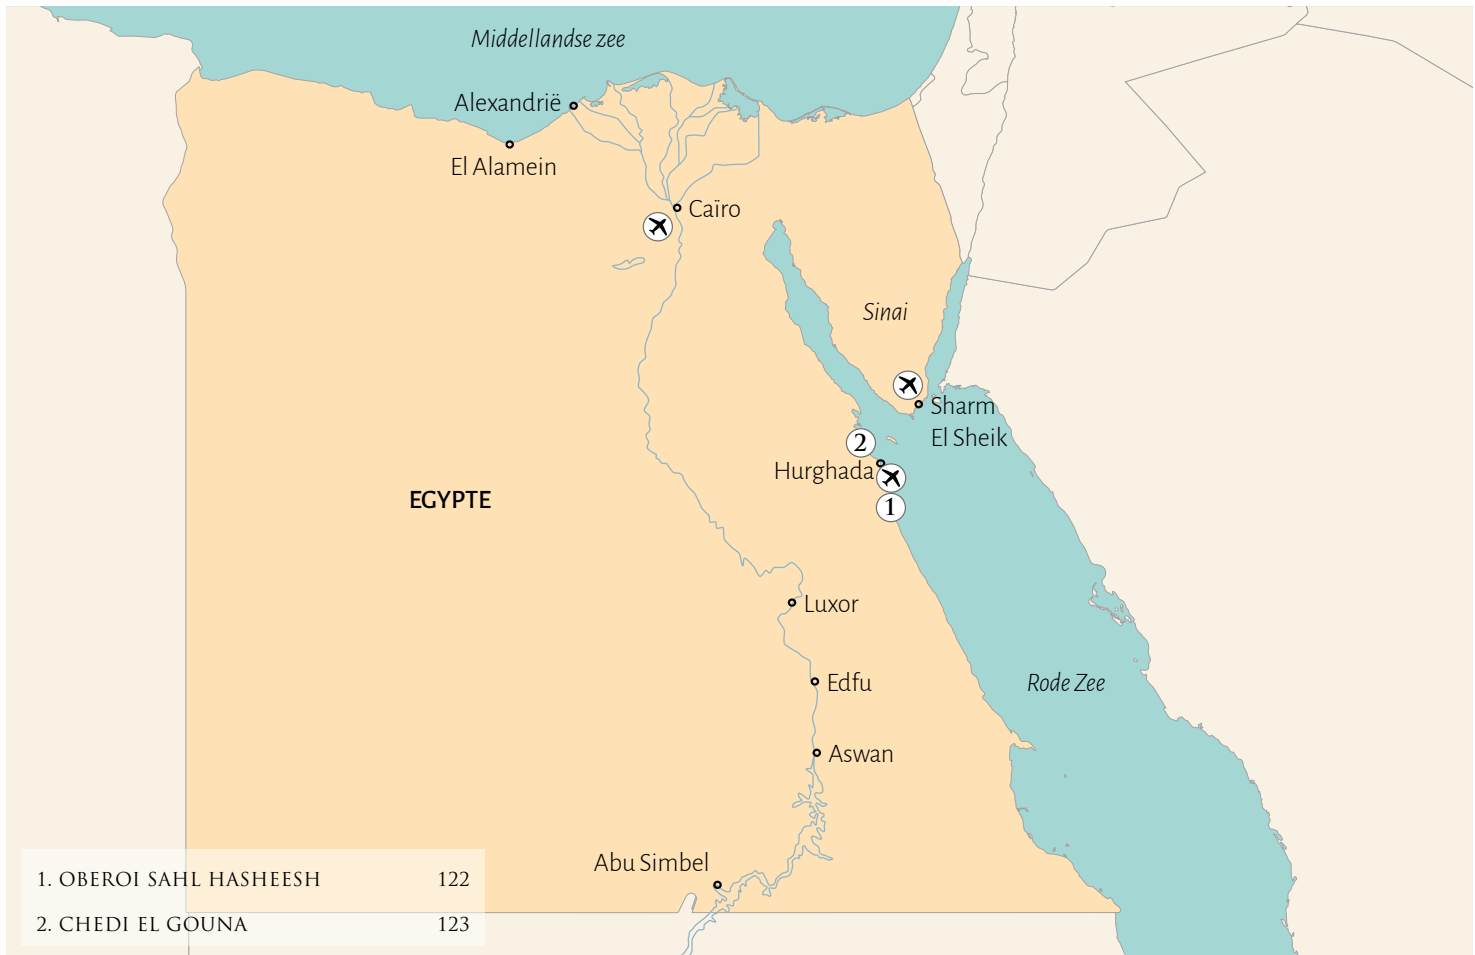 Middellandse zee
Alexandrië
El Alamein
Caïro
Sinai
Sharm
El Sheik
2
Hurghada
1
EGYPTE
Luxor
Edfu
Rode Zee
Aswan
Abu Simbel
1. OBEROI SAHL HASHEESH 122
2. CHEDI EL GOUNA 123